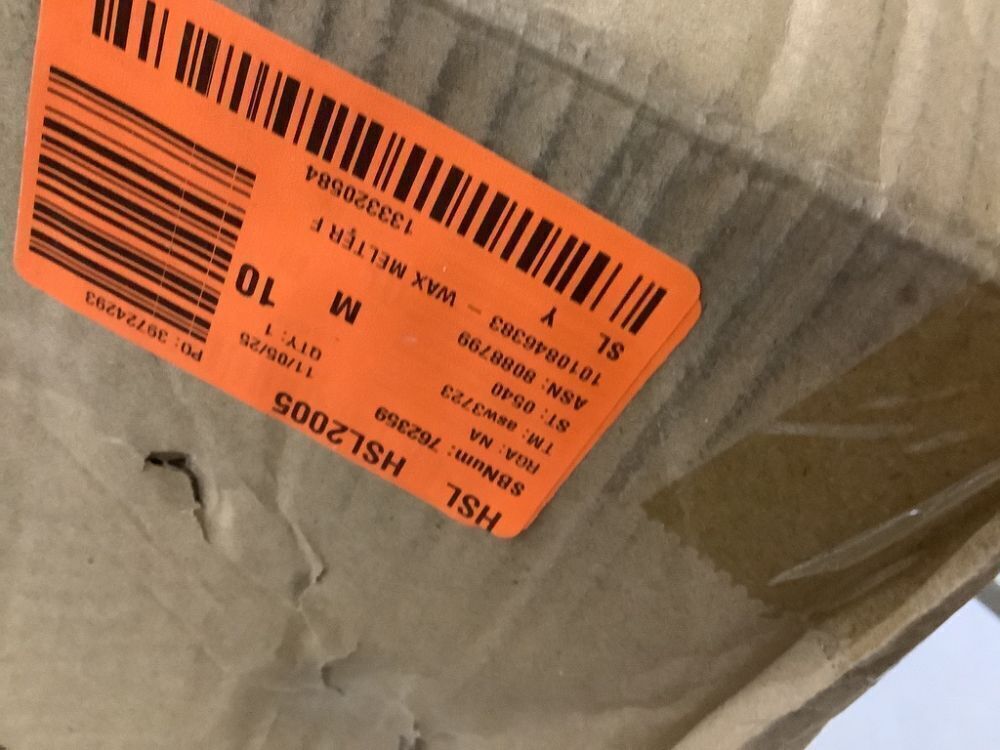 HSL HSL2005
SBNum: 762359
RGA: NA
TM: asw3723
ST: 0540
ASN: 8088799
1010846383 - WAX MELTER F
SL Y
133320584
11/05/25
QTY: 1
M
10
PO: 39724293